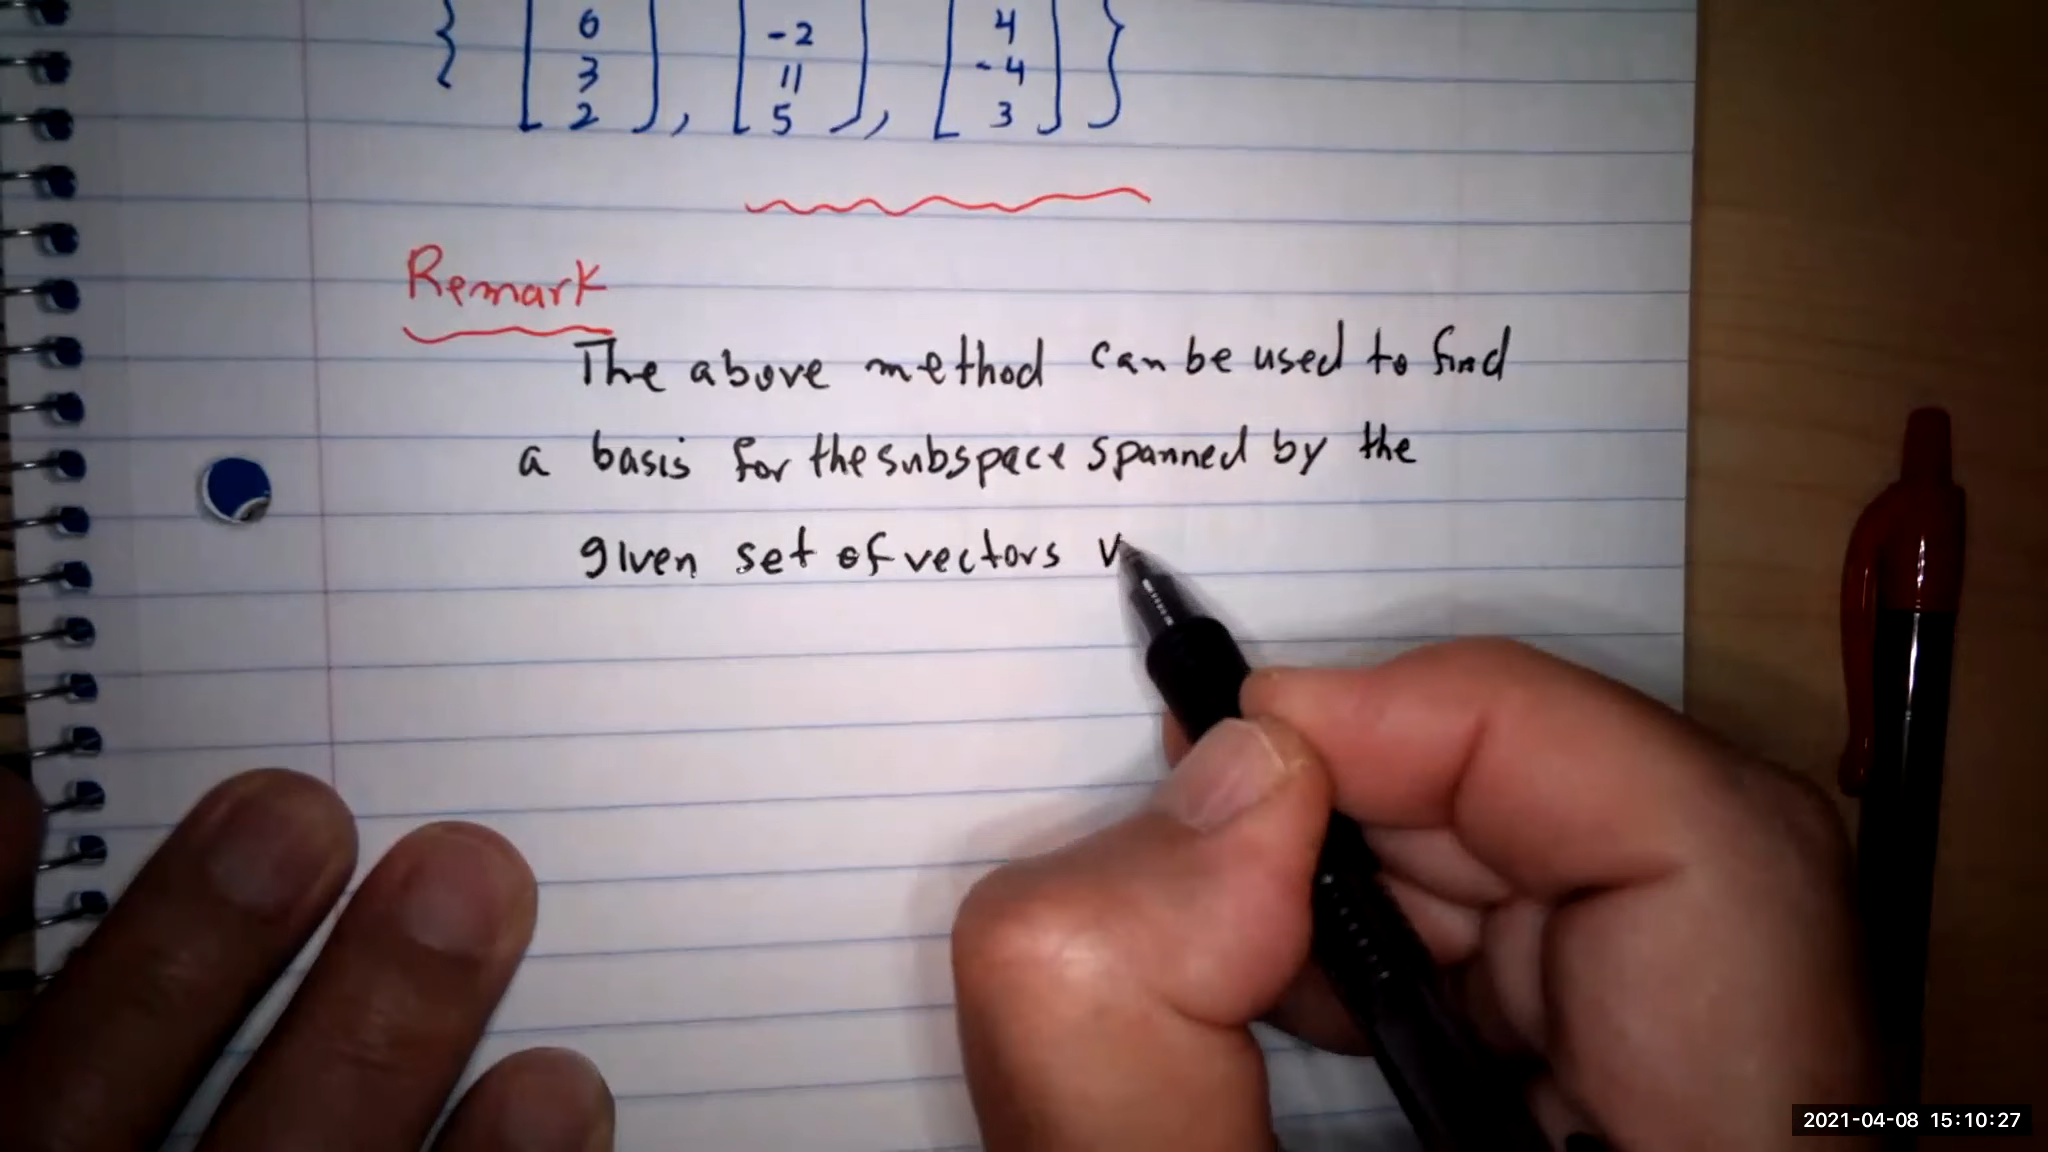 { [ 0 ] , [ -2 ] , [ 4 ] }
3 11 -4
2 5 3
Remark
The above method can be used to find
a basis for the subspace spanned by the
given set of vectors v
2021-04-08 15:10:27